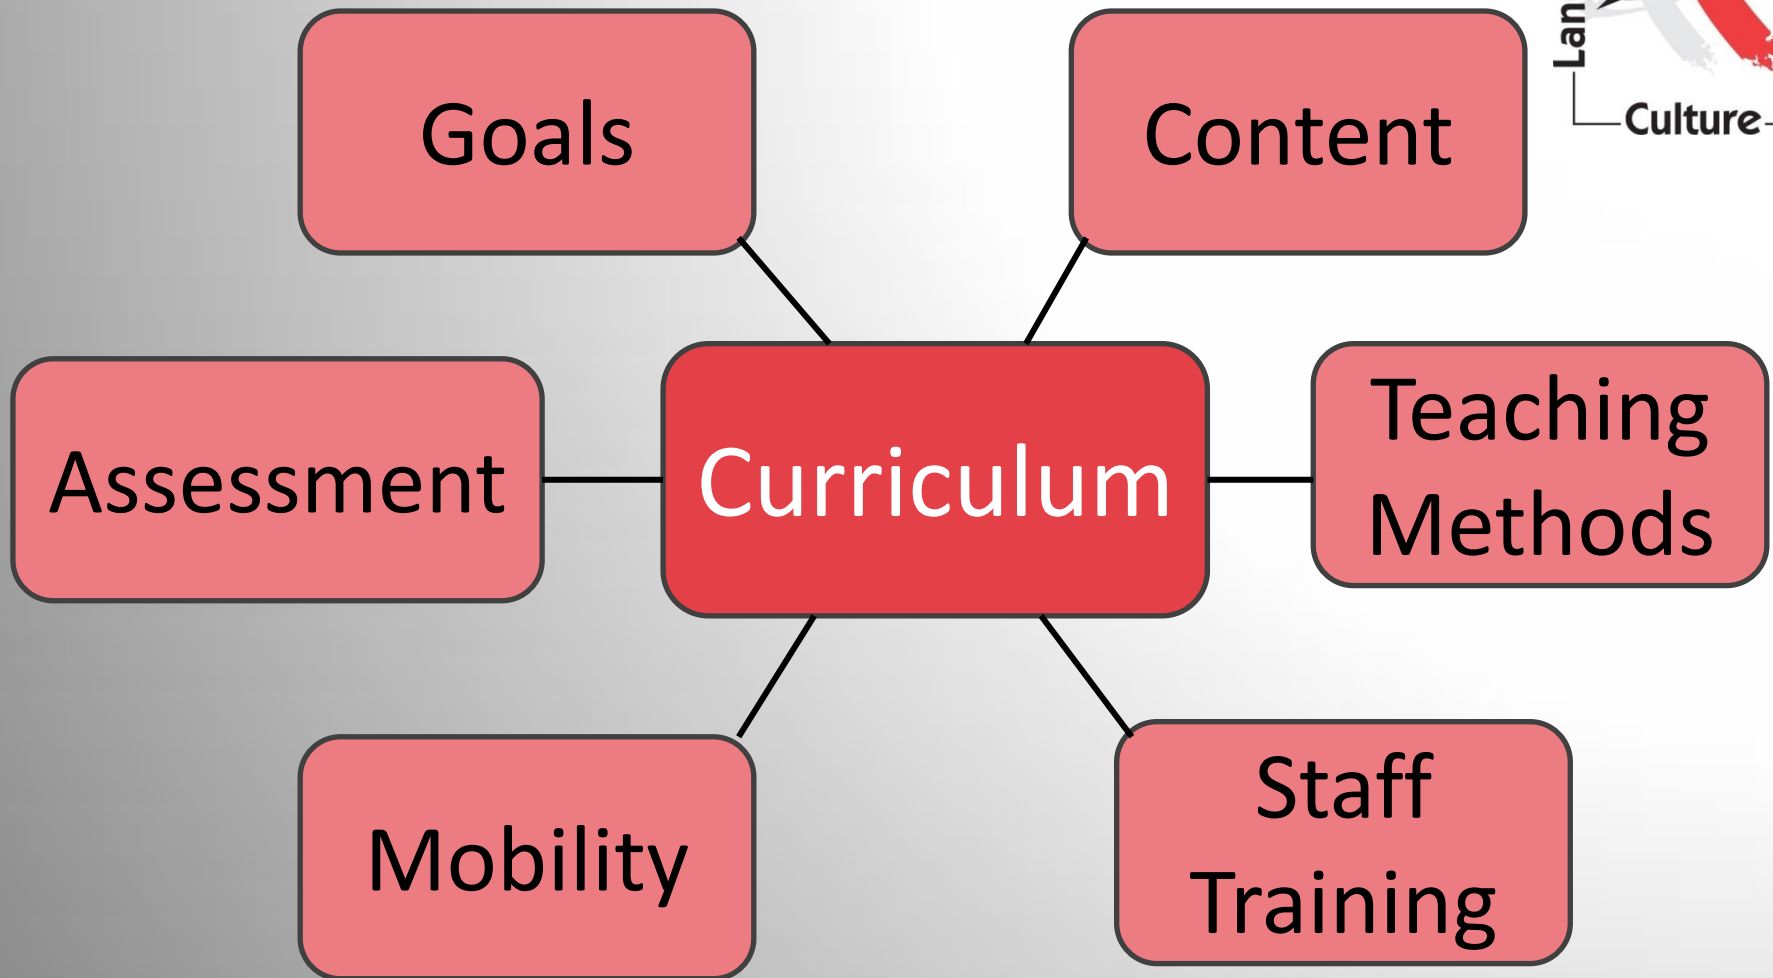 Goals
Content
Culture
Assessment
Curriculum
Teaching
Methods
Mobility
Staff
Training